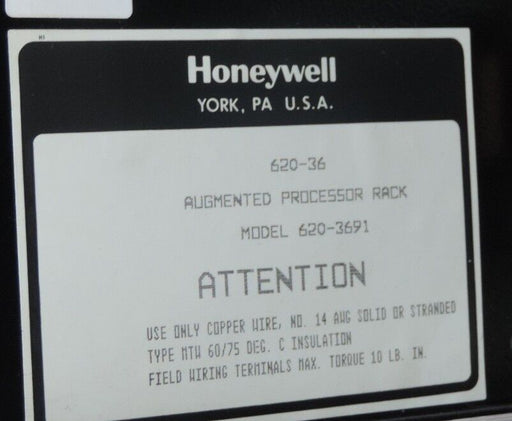 Honeywell
YORK, PA U.S.A.
620-36
AUGMENTED PROCESSOR RACK
MODEL 620-3691
ATTENTION
USE ONLY COPPER WIRE, NO. 14 AWG SOLID OR STRANDED
TYPE MTW 60/75 DEG. C INSULATION
FIELD WIRING TERMINALS MAX. TORQUE 10 LB. IN.